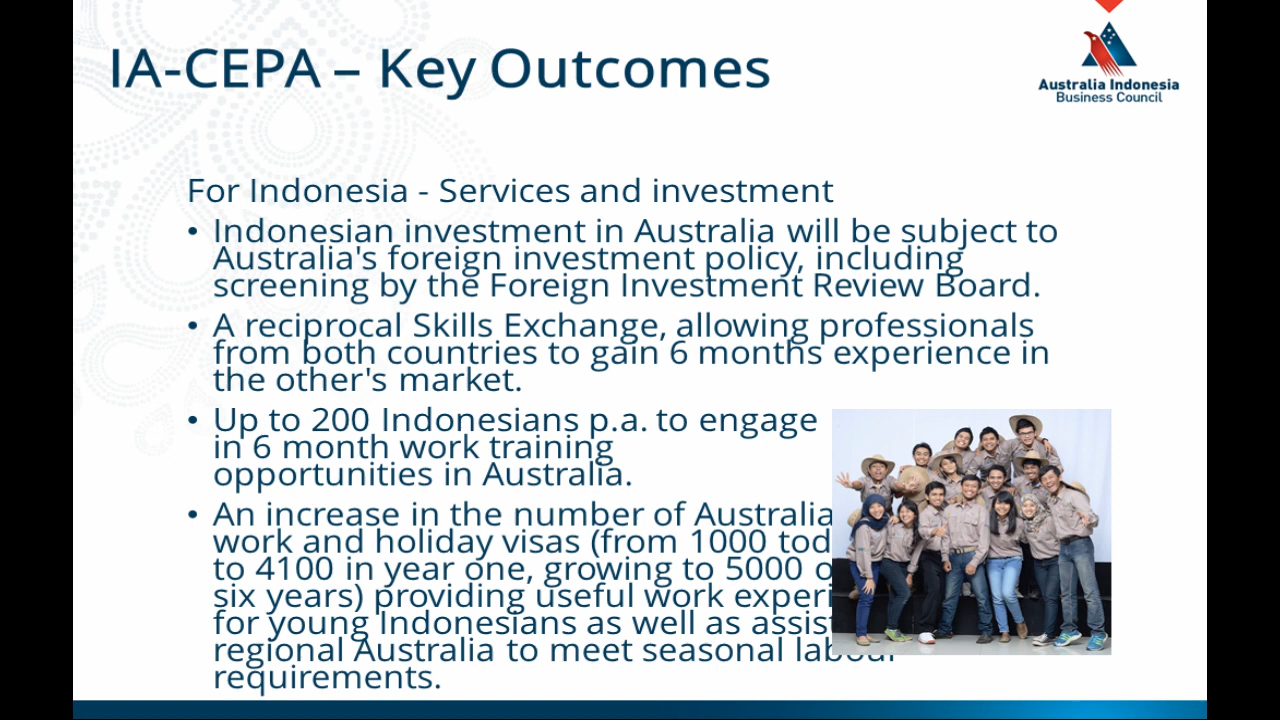 IA-CEPA – Key Outcomes
Australia Indonesia
Business Council
For Indonesia - Services and investment
• Indonesian investment in Australia will be subject to
Australia's foreign investment policy, including
screening by the Foreign Investment Review Board.
• A reciprocal Skills Exchange, allowing professionals
from both countries to gain 6 months experience in
the other's market.
• Up to 200 Indonesians p.a. to engage
in 6 month work training
opportunities in Australia.
• An increase in the number of Australia
work and holiday visas (from 1000
to 4100 in year one, growing to 5000
six years) providing useful work
for young Indonesians as well as
regional Australia to meet seasonal labour
requirements.